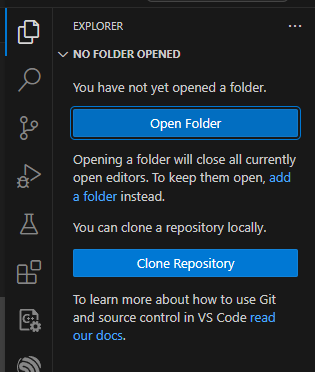 EXPLORER
NO FOLDER OPENED
You have not yet opened a folder.
Open Folder
Opening a folder will close all currently
open editors. To keep them open, add
a folder instead.
You can clone a repository locally.
Clone Repository
To learn more about how to use Git
and source control in VS Code read
our docs.